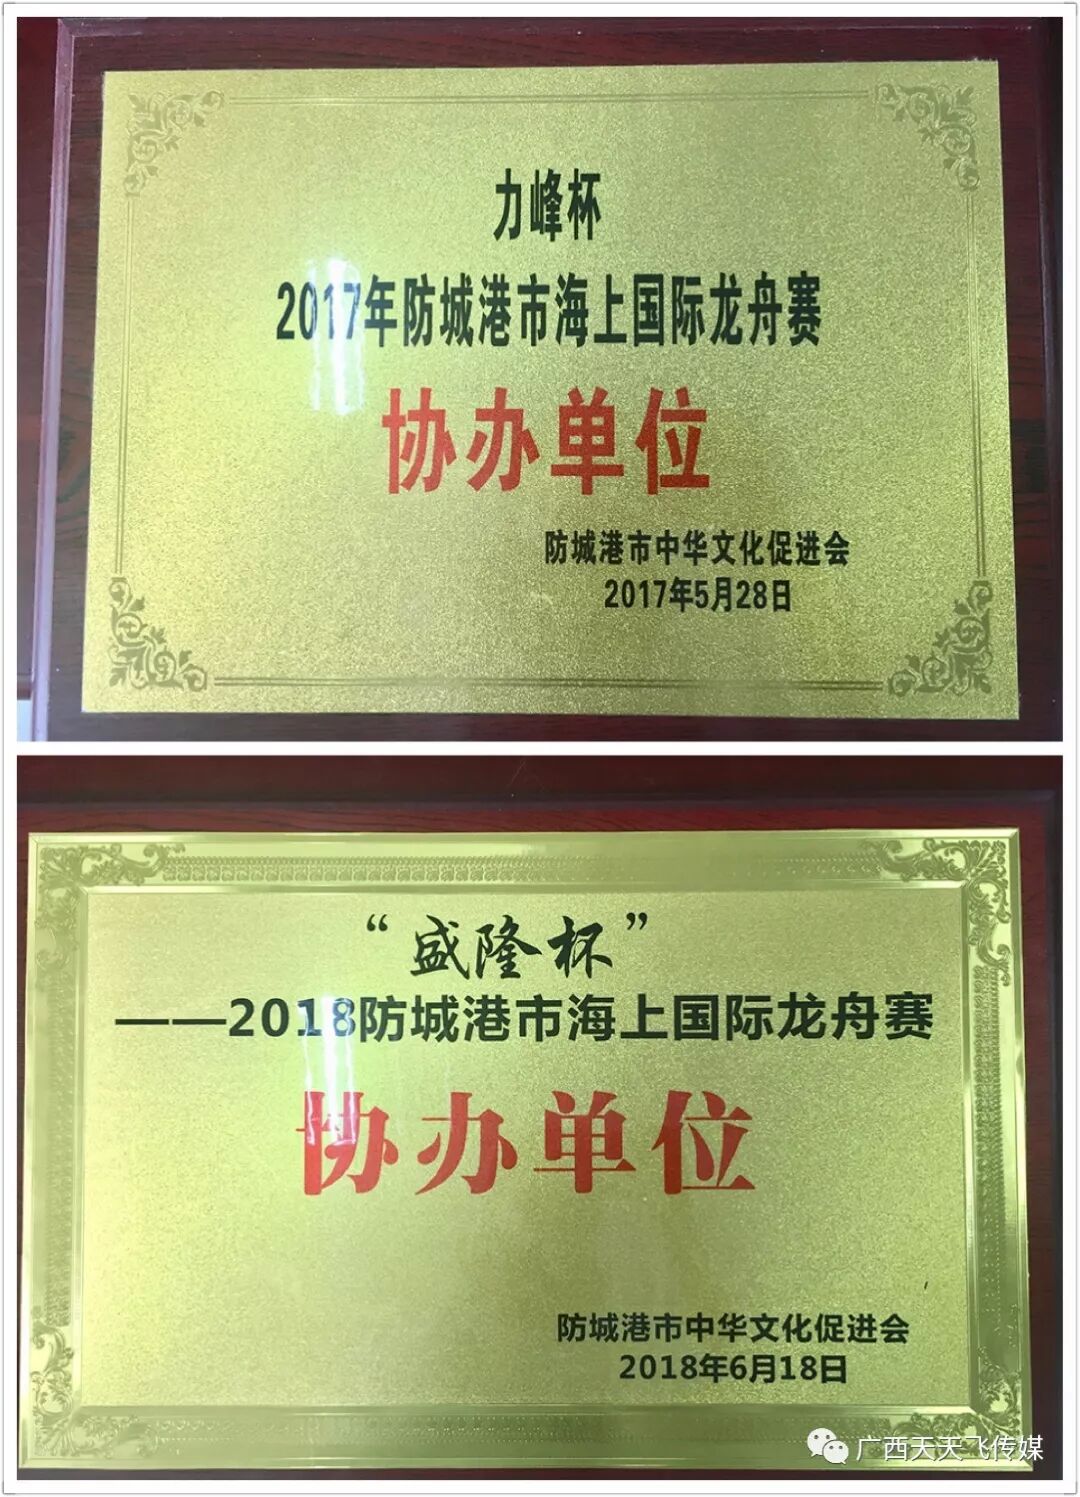 力峰杯
2017年防城港市海上国际龙舟赛
协办单位
防城港市中华文化促进会
2017年5月28日
“盛隆杯”
——2018防城港市海上国际龙舟赛
协办单位
防城港市中华文化促进会
2018年6月18日
广西天天飞传媒